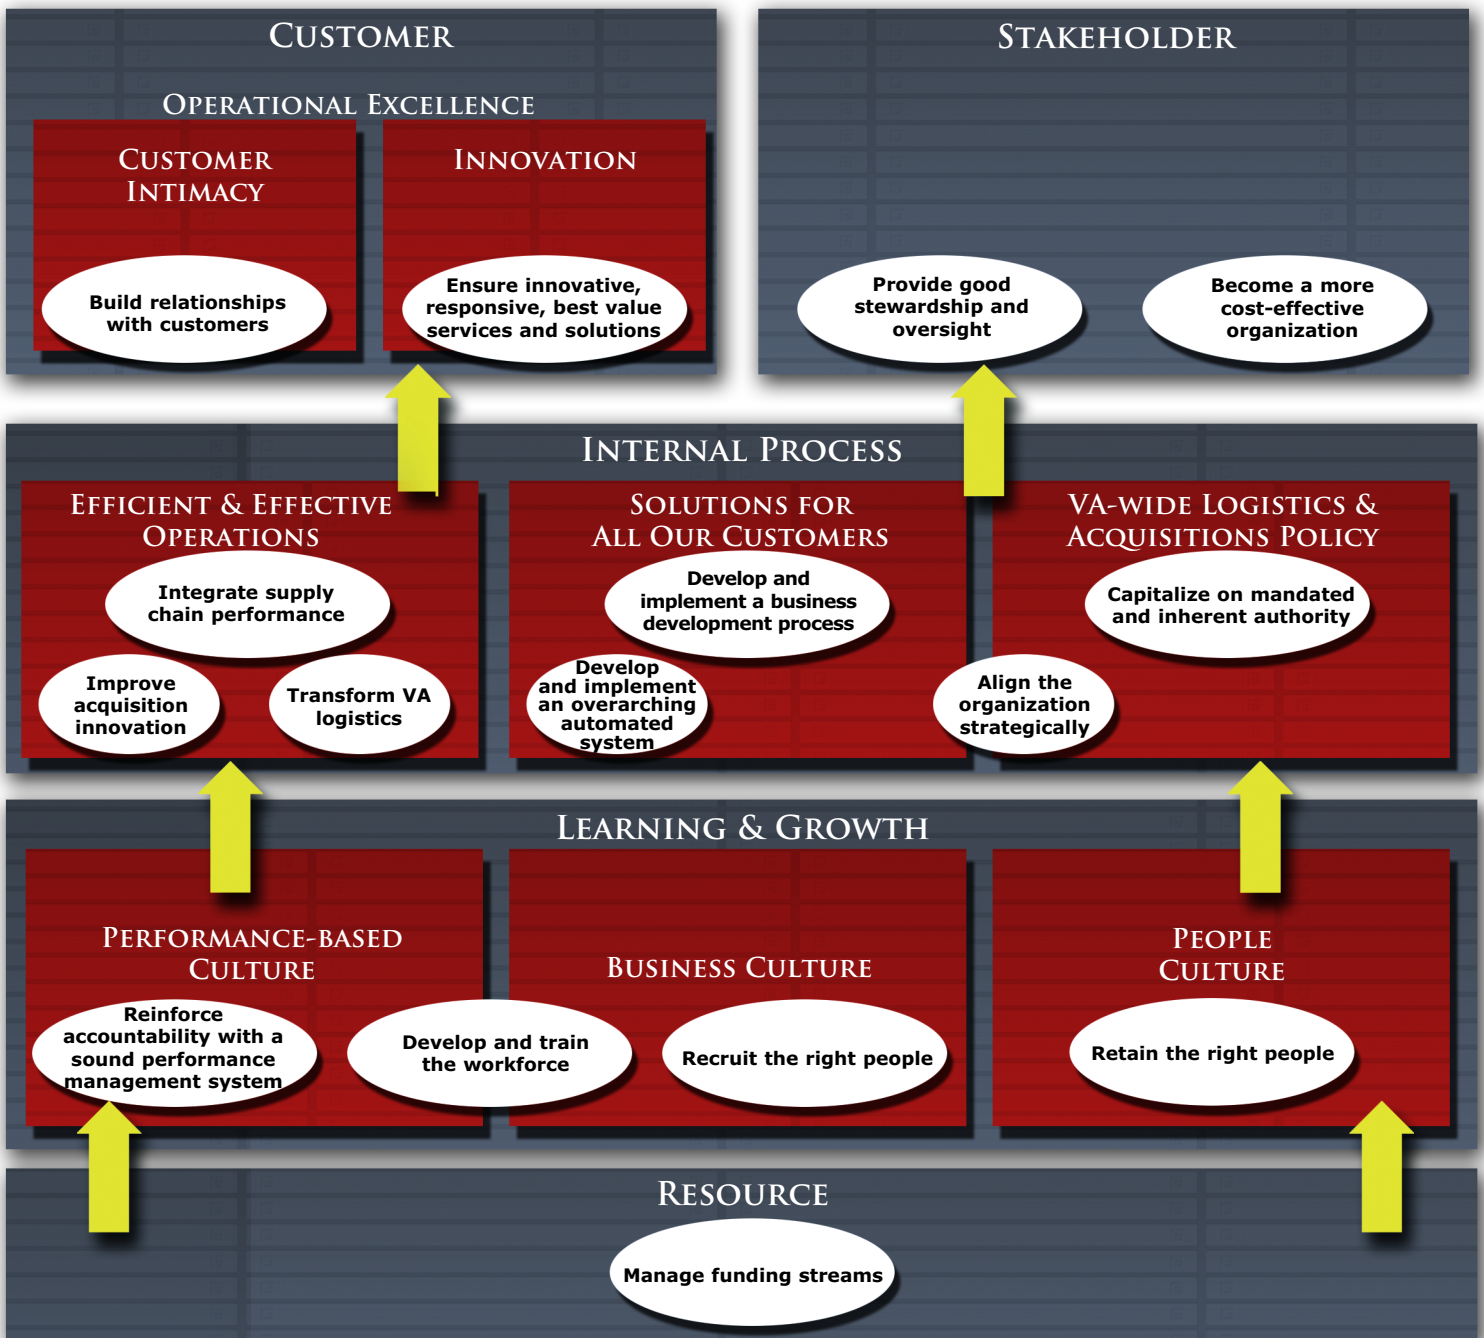 Customer
Operational Excellence
Customer
Intimacy
Build relationships
with customers
Innovation
Ensure innovative,
responsive, best value
services and solutions
Stakeholder
Provide good
stewardship and
oversight
Become a more
cost-effective
organization
Internal Process
Efficient & Effective
Operations
Integrate supply
chain performance
Improve
acquisition
innovation
Transform VA
logistics
Solutions for
All Our Customers
Develop and
implement a business
development process
Develop
and implement
an overarching
automated
system
VA-wide Logistics &
Acquisitions Policy
Capitalize on mandated
and inherent authority
Align the
organization
strategically
Learning & Growth
Performance-based
Culture
Reinforce
accountability with a
sound performance
management system
Develop and train
the workforce
Business Culture
Recruit the right people
People
Culture
Retain the right people
Resource
Manage funding streams